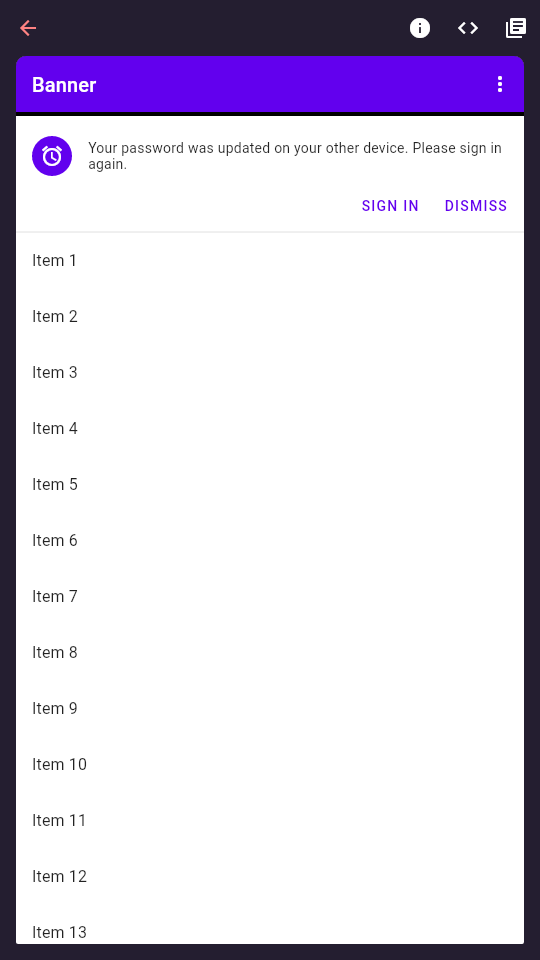 Banner
Your password was updated on your other device. Please sign in
again.
SIGN IN DISMISS
Item 1
Item 2
Item 3
Item 4
Item 5
Item 6
Item 7
Item 8
Item 9
Item 10
Item 11
Item 12
Item 13